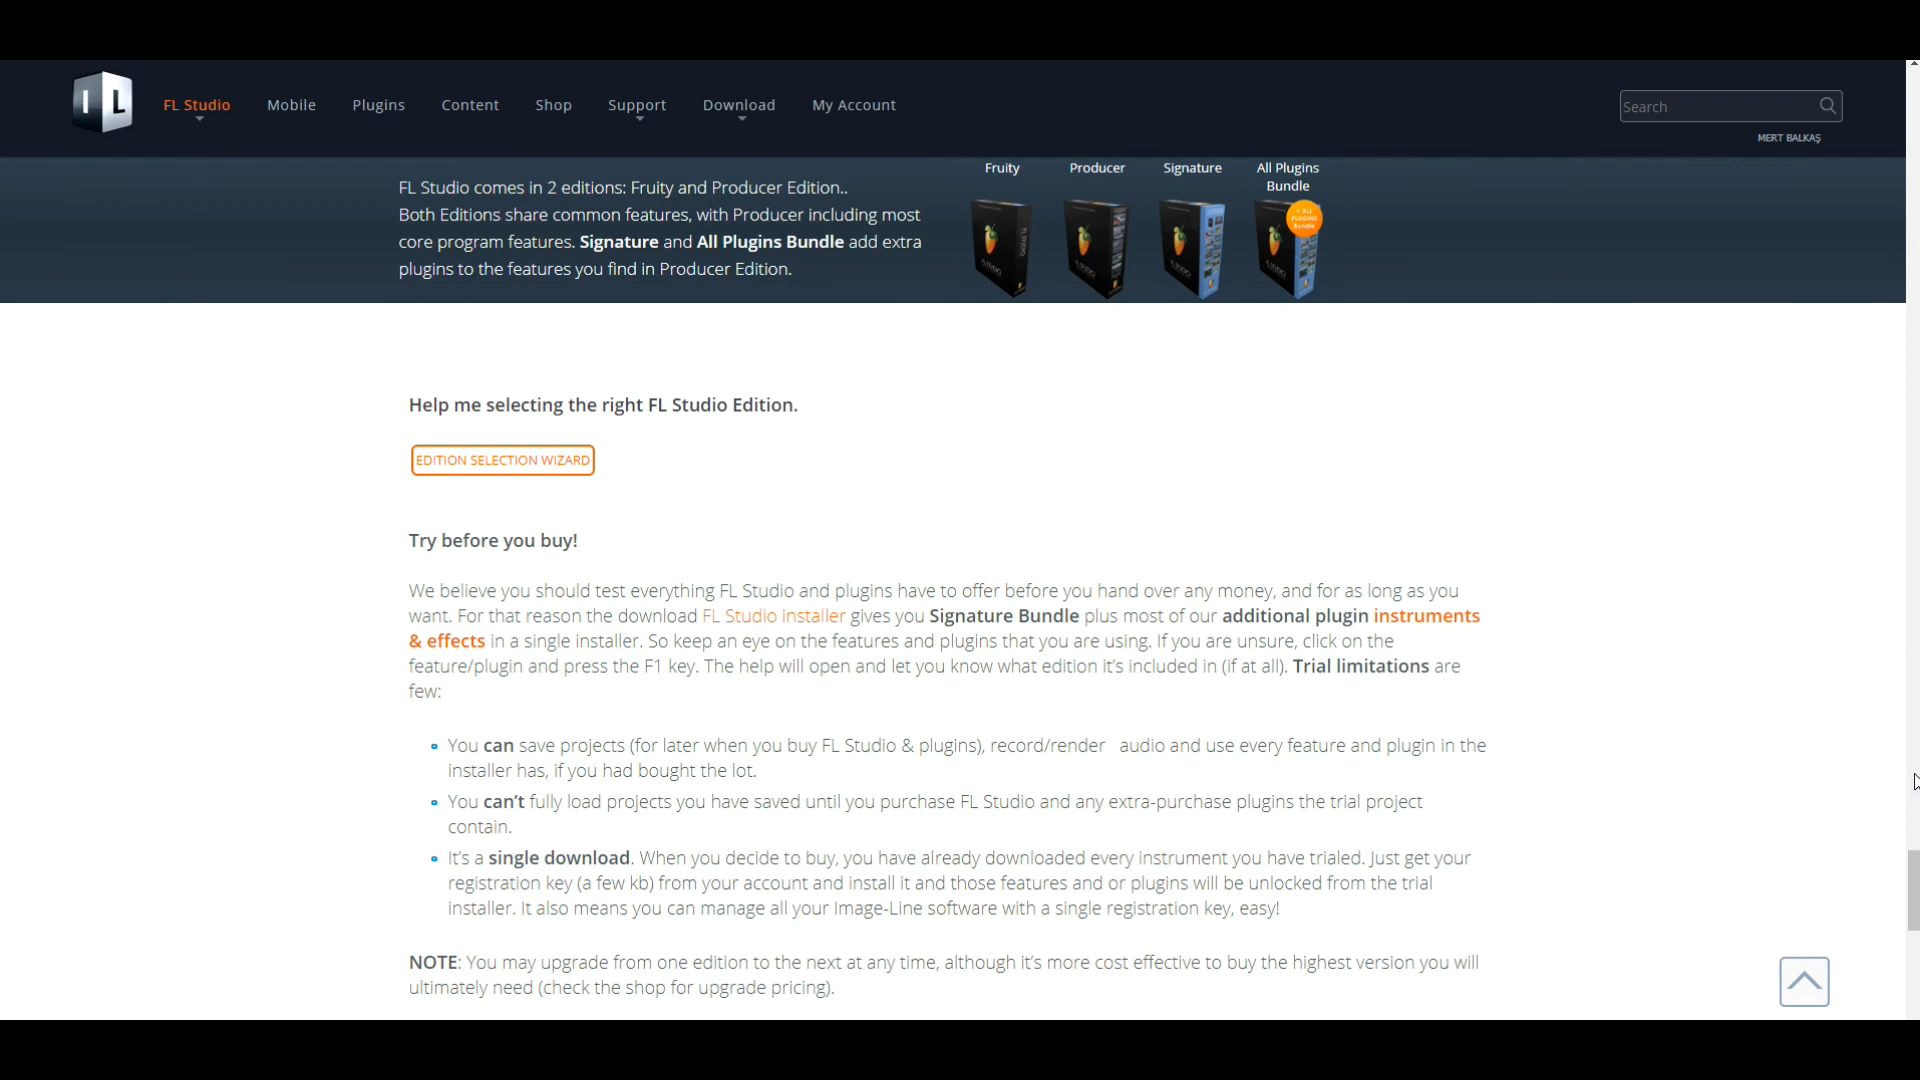 I L
FL Studio Mobile Plugins Content Shop Support Download My Account
Search
MERT BALKAŞ
FL Studio comes in 2 editions: Fruity and Producer Edition..
Both Editions share common features, with Producer including most
core program features. Signature and All Plugins Bundle add extra
plugins to the features you find in Producer Edition.
Fruity Producer Signature All Plugins
Bundle
+ ALL
PLUGINS
Bundle
Help me selecting the right FL Studio Edition.
EDITION SELECTION WIZARD
Try before you buy!
We believe you should test everything FL Studio and plugins have to offer before you hand over any money, and for as long as you
want. For that reason the download FL Studio installer gives you Signature Bundle plus most of our additional plugin instruments
& effects in a single installer. So keep an eye on the features and plugins that you are using. If you are unsure, click on the
feature/plugin and press the F1 key. The help will open and let you know what edition it’s included in (if at all). Trial limitations are
few:
You can save projects (for later when you buy FL Studio & plugins), record/render audio and use every feature and plugin in the
installer has, if you had bought the lot.
You can’t fully load projects you have saved until you purchase FL Studio and any extra-purchase plugins the trial project
contain.
It’s a single download. When you decide to buy, you have already downloaded every instrument you have trialed. Just get your
registration key (a few kb) from your account and install it and those features and or plugins will be unlocked from the trial
installer. It also means you can manage all your Image-Line software with a single registration key, easy!
NOTE: You may upgrade from one edition to the next at any time, although it’s more cost effective to buy the highest version you will
ultimately need (check the shop for upgrade pricing).